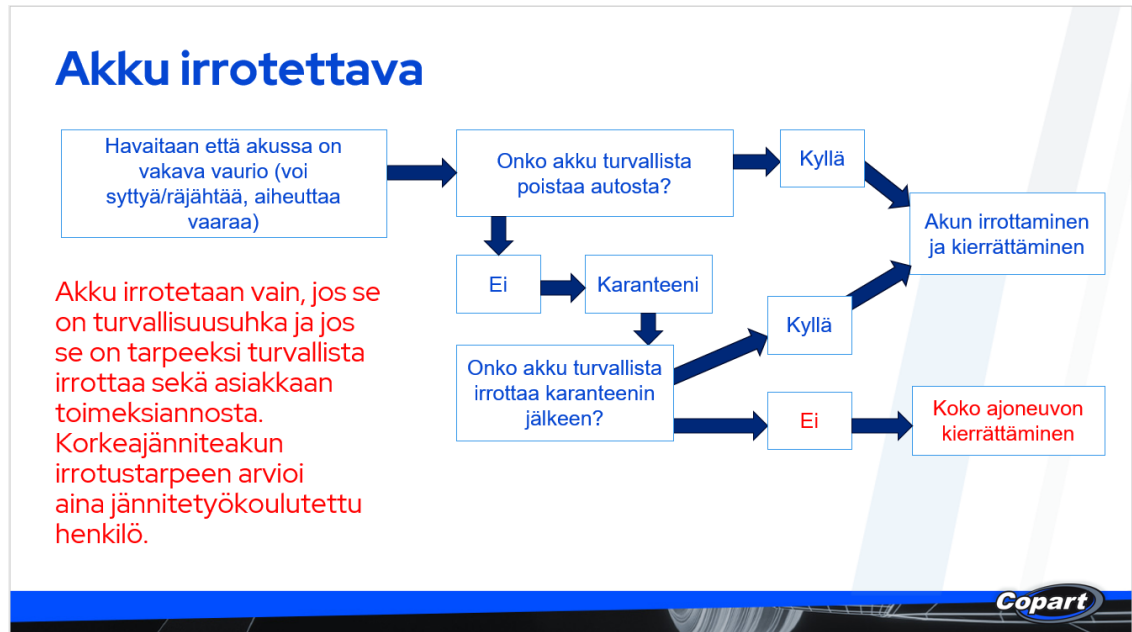 Akku irrotettava
Havaitaan että akussa on
vakava vaurio (voi
syttyä/räjähtää, aiheuttaa
vaaraa)
Onko akku turvallista
poistaa autosta?
Kyllä
Akun irrottaminen
ja kierrättäminen
Ei
Karanteeni
Akku irrotetaan vain, jos se
on turvallisuusuhka ja jos
se on tarpeeksi turvallista
irrottaa sekä asiakkaan
toimeksiannosta.
Korkeajänniteakun
irrotustarpeen arvioi
aina jännitetyökoulutettu
henkilö.
Onko akku turvallista
irrottaa karanteenin
jälkeen?
Kyllä
Ei
Koko ajoneuvon
kierrättäminen
Copart